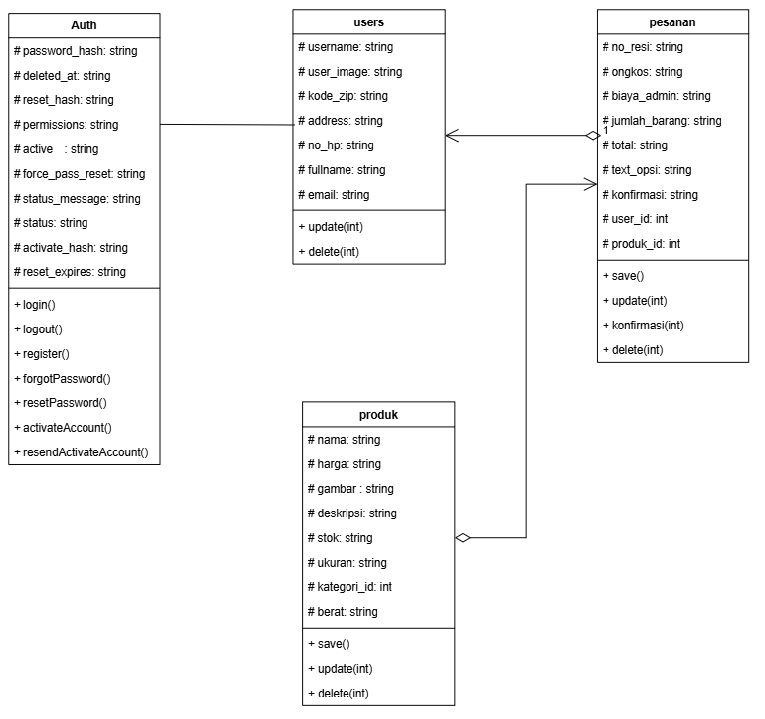 Auth
# password_hash: string
# deleted_at: string
# reset_hash: string
# permissions: string
# active : string
# force_pass_reset: string
# status_message: string
# status: string
# activate_hash: string
# reset_expires: string
+ login()
+ logout()
+ register()
+ forgotPassword()
+ resetPassword()
+ activateAccount()
+ resendActivateAccount()
users
# username: string
# user_image: string
# kode_zip: string
# address: string
# no_hp: string
# fullname: string
# email: string
+ update(int)
+ delete(int)
pesanan
# no_resi: string
# ongkos: string
# biaya_admin: string
# jumlah_barang: string
1
# total: string
# text_opsi: string
# konfirmasi: string
# user_id: int
# produk_id: int
+ save()
+ update(int)
+ konfirmasi(int)
+ delete(int)
produk
# nama: string
# harga: string
# gambar : string
# deskripsi: string
# stok: string
# ukuran: string
# kategori_id: int
# berat: string
+ save()
+ update(int)
+ delete(int)